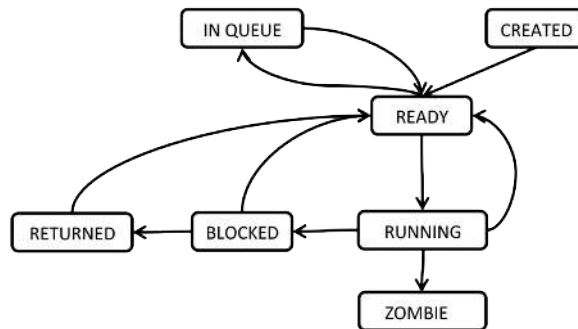 IN QUEUE
CREATED
READY
RETURNED
BLOCKED
RUNNING
ZOMBIE